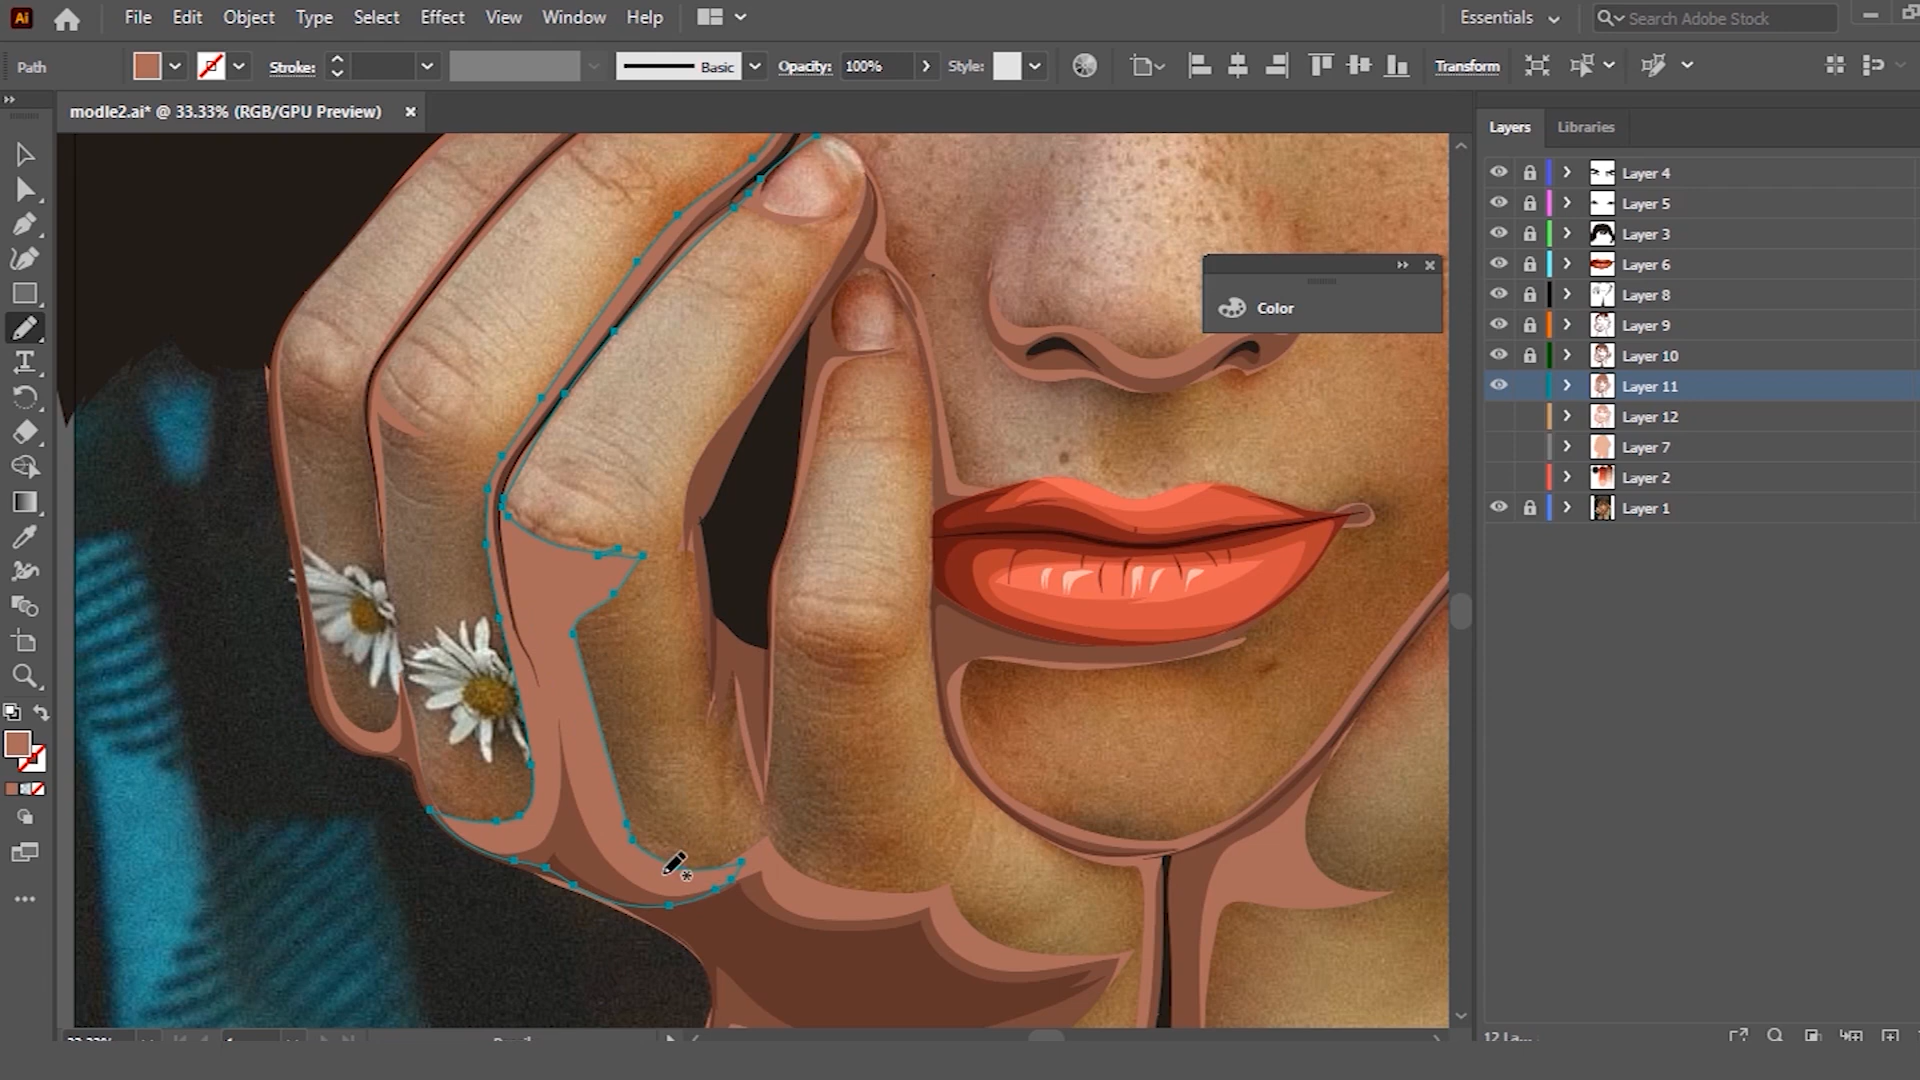 Ai File Edit Object Type Select Effect View Window Help Essentials Search Adobe Stock
Path Stroke: Basic Opacity: 100% Style: Transform
modle2.ai* @ 33.33% (RGB/GPU Preview)
Layers Libraries
Layer 4
Layer 5
Layer 3
Layer 6
Layer 8
Layer 9
Layer 10
Layer 11
Layer 12
Layer 7
Layer 2
Layer 1
Color